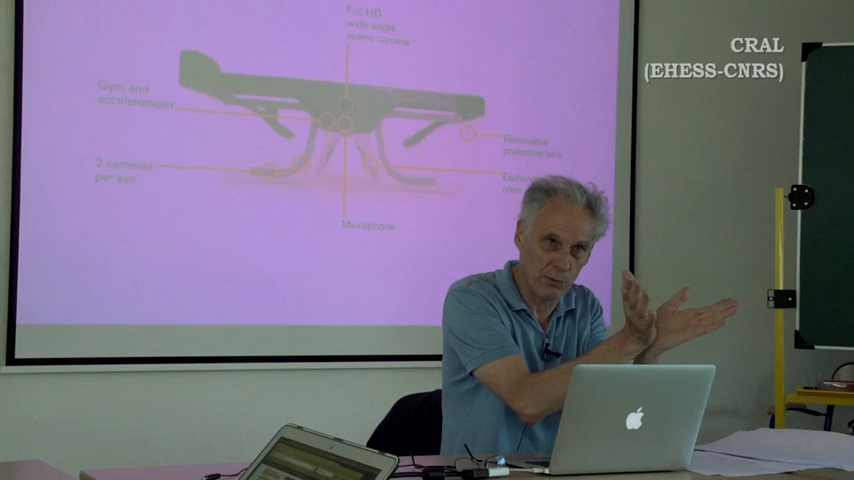 Full HD
wide angle
scene camera
CRAL
(EHESS-CNRS)
Gyro and
accelerometer
Removable
protective lens
2 cameras
per eye
Microphone